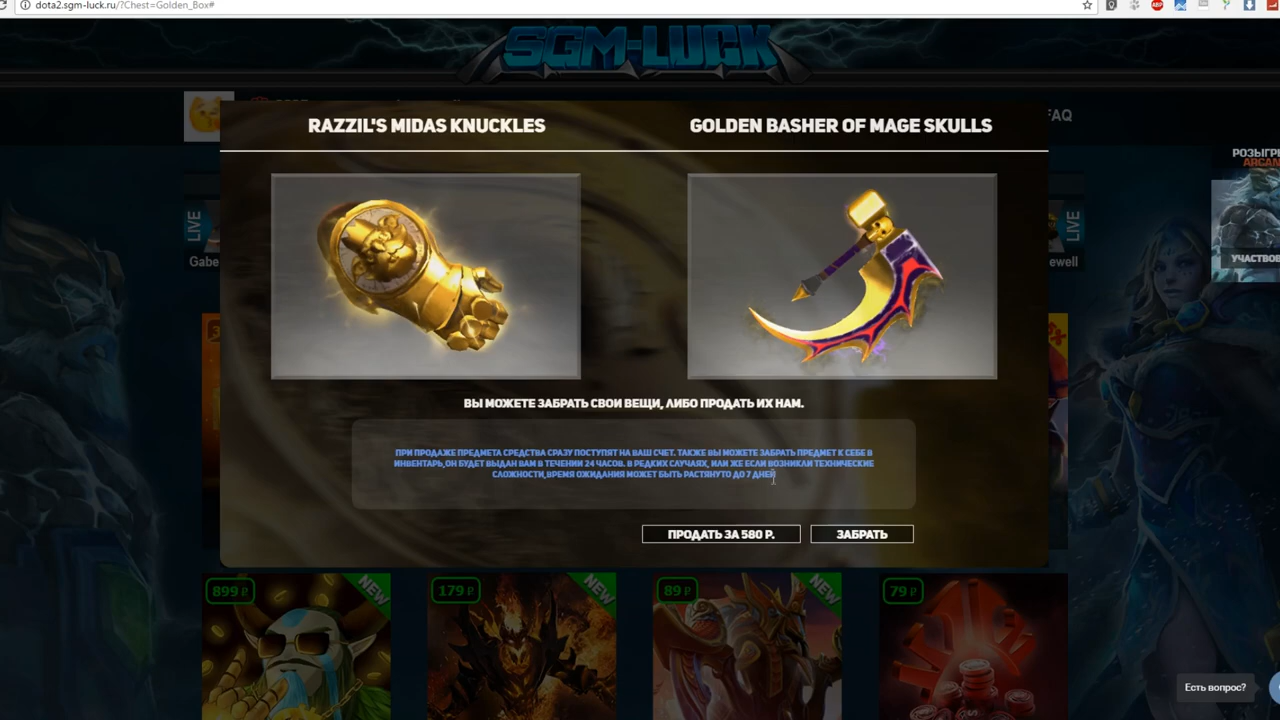 dota2.sgm-luck.ru/?Chest=Golden_Box#
ABP
SGM-LUCK
FAQ
RAZZIL'S MIDAS KNUCKLES
GOLDEN BASHER OF MAGE SKULLS
РОЗЫГРЕ
ARCAN
LIVE
LIVE
Gabe
ewell
УЧАСТВОВ
ВЫ МОЖЕТЕ ЗАБРАТЬ СВОИ ВЕЩИ, ЛИБО ПРОДАТЬ ИХ НАМ.
ПРИ ПРОДАЖЕ ПРЕДМЕТА СРЕДСТВА СРАЗУ ПОСТУПЯТ НА ВАШ СЧЕТ. ТАКЖЕ ВЫ МОЖЕТЕ ЗАБРАТЬ ПРЕДМЕТ К СЕБЕ В
ИНВЕНТАРЬ,ОН БУДЕТ ВЫДАН ВАМ В ТЕЧЕНИИ 24 ЧАСОВ. В РЕДКИХ СЛУЧАЯХ, ИЛИ ЖЕ ЕСЛИ ВОЗНИКЛИ ТЕХНИЧЕСКИЕ
СЛОЖНОСТИ,ВРЕМЯ ОЖИДАНИЯ МОЖЕТ БЫТЬ РАСТЯНУТО ДО 7 ДНЕЙ
ПРОДАТЬ ЗА 580 Р.
ЗАБРАТЬ
899 ₽
NEW
179 ₽
NEW
89 ₽
NEW
79 ₽
Есть вопрос?